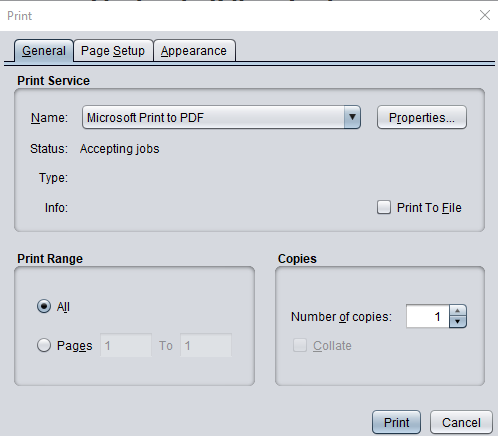 Print
General Page Setup Appearance
Print Service
Name: Microsoft Print to PDF Properties...
Status: Accepting jobs
Type:
Info: Print To File
Print Range
All
Pages 1 To 1
Copies
Number of copies: 1
Collate
Print Cancel